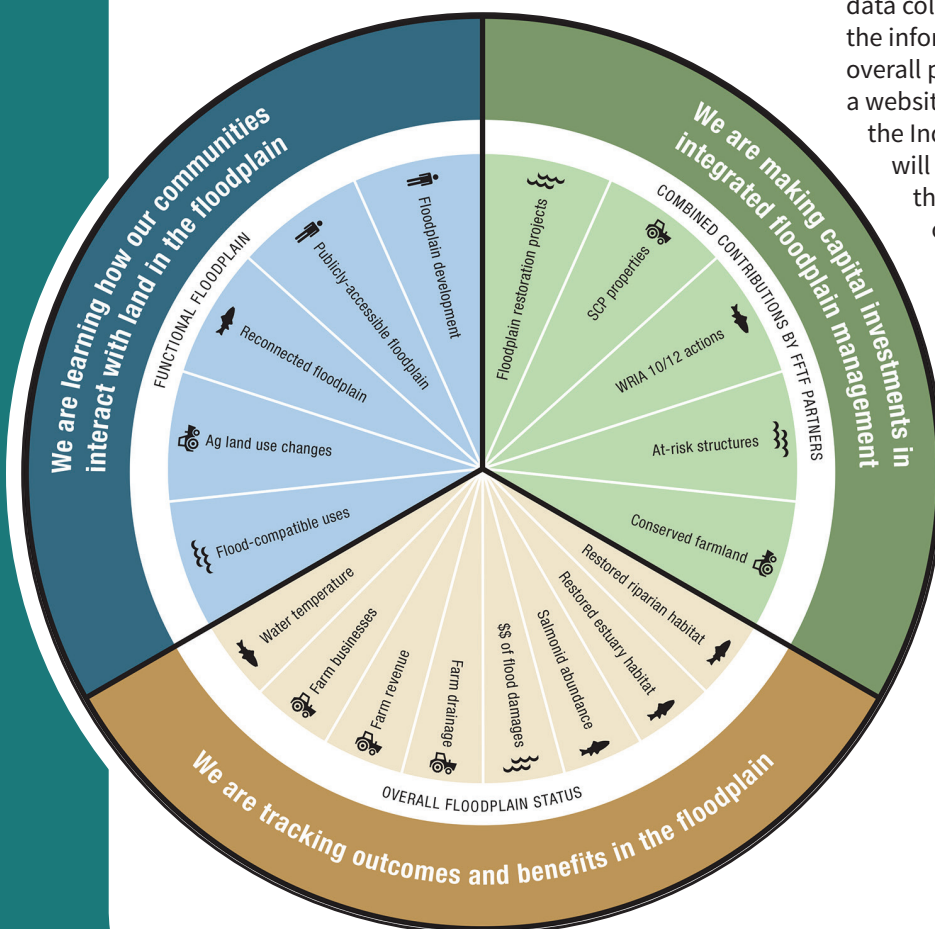 data col
the infor
overall p
a websit
the Inc
will
th
We are learning how our communities
interact with land in the floodplain
FUNCTIONAL FLOODPLAIN
Flood-compatible uses
Ag land use changes
Reconnected floodplain
Publicly-accessible floodplain
Floodplain development
We are making capital investments in
integrated floodplain management
COMBINED CONTRIBUTIONS BY FFTF PARTNERS
Floodplain restoration projects
SCP properties
WRIA 10/12 actions
At-risk structures
Conserved farmland
Restored riparian habitat
Restored estuary habitat
Salmonid abundance
$$ of flood damages
Farm drainage
Farm revenue
Farm businesses
Water temperature
OVERALL FLOODPLAIN STATUS
We are tracking outcomes and benefits in the floodplain